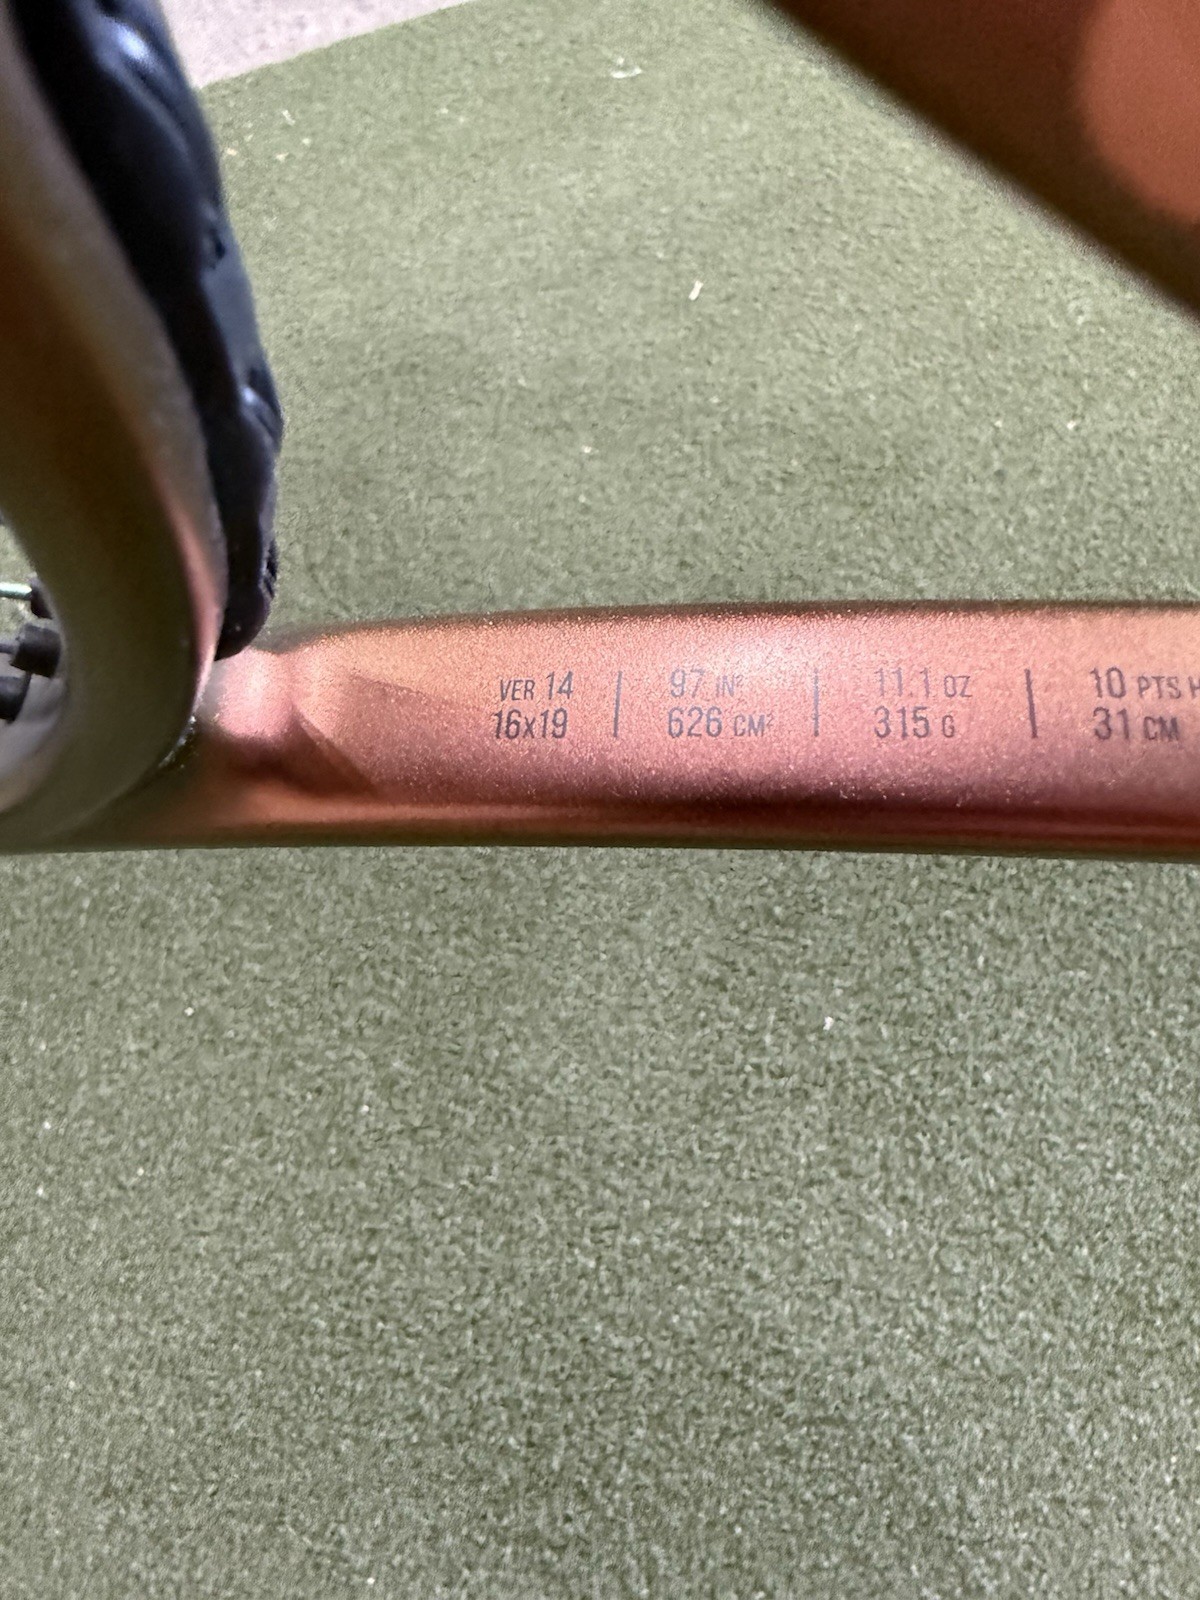 VER 14 | 97 IN² | 11.1 OZ | 10 PTS H
16x19 | 626 CM² | 315 G | 31 CM